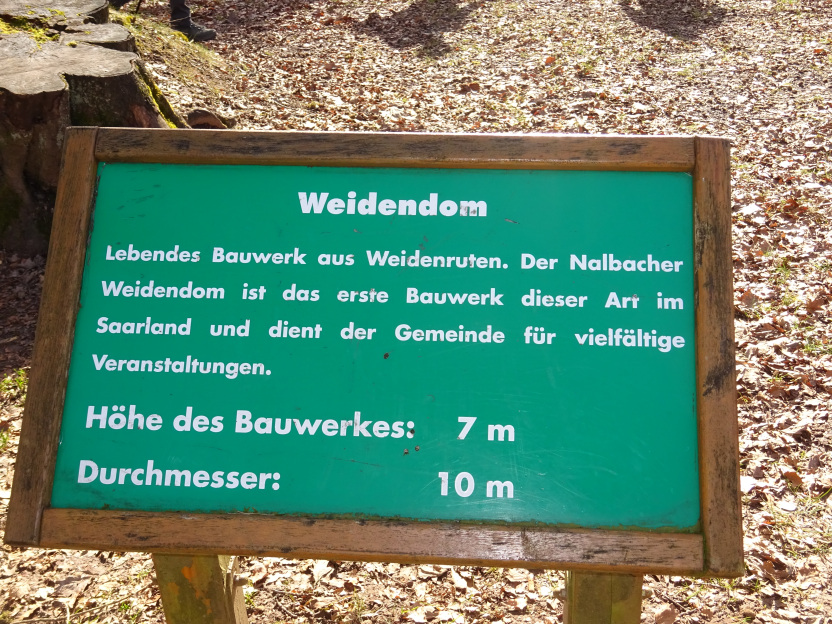 Weidendom
Lebendes Bauwerk aus Weidenruten. Der Nalbacher
Weidendom ist das erste Bauwerk dieser Art im
Saarland und dient der Gemeinde für vielfältige
Veranstaltungen.
Höhe des Bauwerkes: 7 m
Durchmesser: 10 m